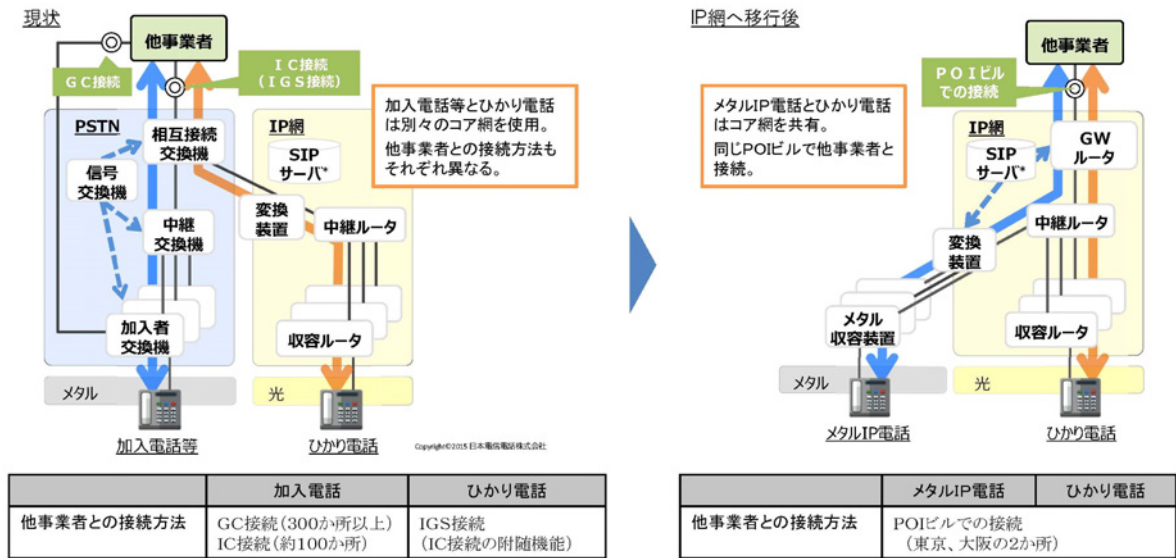 現状
他事業者
GC接続
IC接続
(IGS接続)
PSTN
相互接続
交換機
信号
交換機
中継
交換機
加入者
交換機
IP網
SIP
サーバ*
変換
装置
中継ルータ
収容ルータ
加入電話等とひかり電話
は別々のコア網を使用。
他事業者との接続方法も
それぞれ異なる。
メタル
光
加入電話等
ひかり電話
Copyright©2015 日本電信電話株式会社
加入電話
ひかり電話
他事業者との接続方法
GC接続(300か所以上)
IC接続(約100か所)
IGS接続
(IC接続の附随機能)
IP網へ移行後
他事業者
POIビル
での接続
メタルIP電話とひかり電話
はコア網を共有。
同じPOIビルで他事業者と
接続。
IP網
SIP
サーバ*
GW
ルータ
中継ルータ
変換
装置
メタル
収容装置
収容ルータ
メタル
光
メタルIP電話
ひかり電話
メタルIP電話
ひかり電話
他事業者との接続方法
POIビルでの接続
(東京、大阪の2か所)